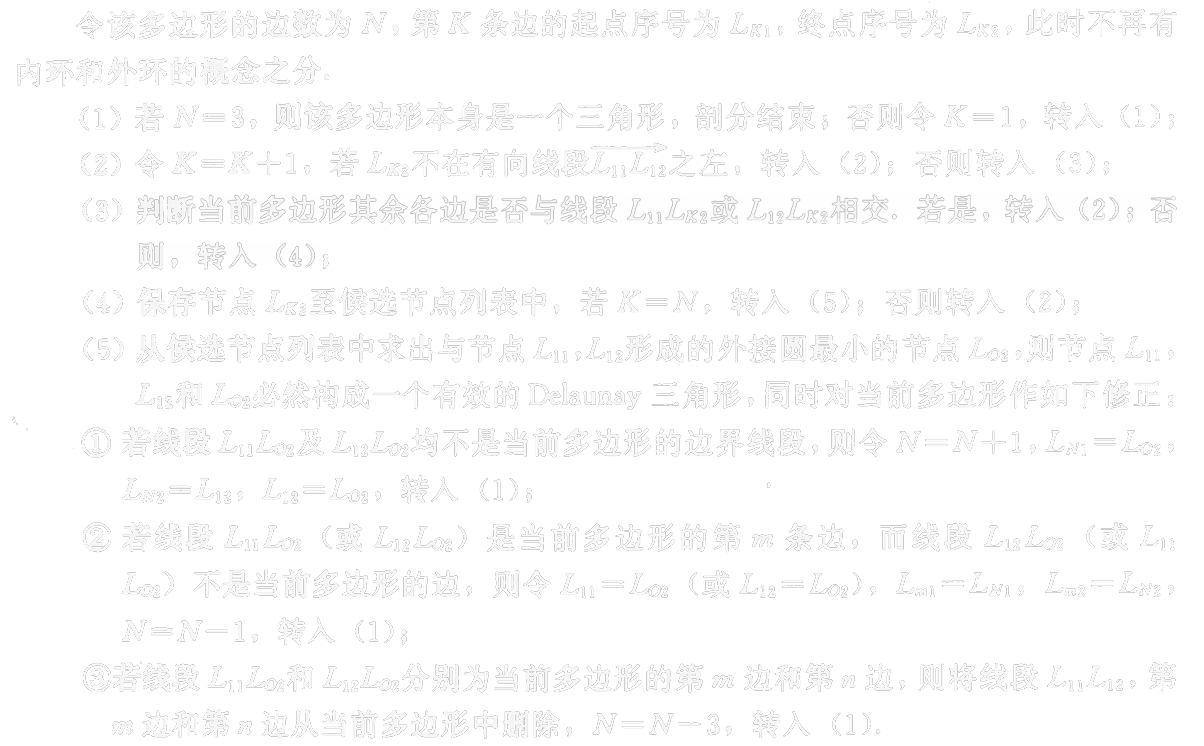 令该多边形的边数为 N, 第 K 条边的起点序号为 L_{K1}, 终点序号为 L_{K2}, 此时不再有
内环和外环的概念之分.
(1) 若 N=3, 则该多边形本身是一个三角形, 剖分结束; 否则令 K=1, 转入 (1);
(2) 令 K=K+1, 若 L_{K2}不在有向线段\overrightarrow{L_{11}L_{12}}之左, 转入 (2); 否则转入 (3);
(3) 判断当前多边形其余各边是否与线段 L_{11}L_{K2}或 L_{12}L_{K2}相交. 若是, 转入 (2); 否
则, 转入 (4);
(4) 保存节点 L_{K2}至候选节点列表中, 若 K=N, 转入 (5); 否则转入 (2);
(5) 从候选节点列表中求出与节点 L_{11}, L_{12}形成的外接圆最小的节点 L_{O2}, 则节点 L_{11},
L_{12}和 L_{O2}必然构成一个有效的 Delaunay 三角形, 同时对当前多边形作如下修正:
① 若线段 L_{11}L_{O2}及 L_{12}L_{O2}均不是当前多边形的边界线段, 则令 N=N+1, L_{N1}=L_{O2},
L_{N2}=L_{12}, L_{12}=L_{O2}, 转入 (1);
② 若线段 L_{11}L_{O2} (或 L_{12}L_{O2}) 是当前多边形的第 m 条边, 而线段 L_{12}L_{O2} (或 L_{11}
L_{O2}) 不是当前多边形的边, 则令 L_{11}=L_{O2} (或 L_{12}=L_{O2}), L_{m1}=L_{N1}, L_{m2}=L_{N2},
N=N-1, 转入 (1);
③若线段 L_{11}L_{O2}和 L_{12}L_{O2}分别为当前多边形的第 m 边和第 n 边, 则将线段 L_{11}L_{12}, 第
m 边和第 n 边从当前多边形中删除, N=N-3, 转入 (1).